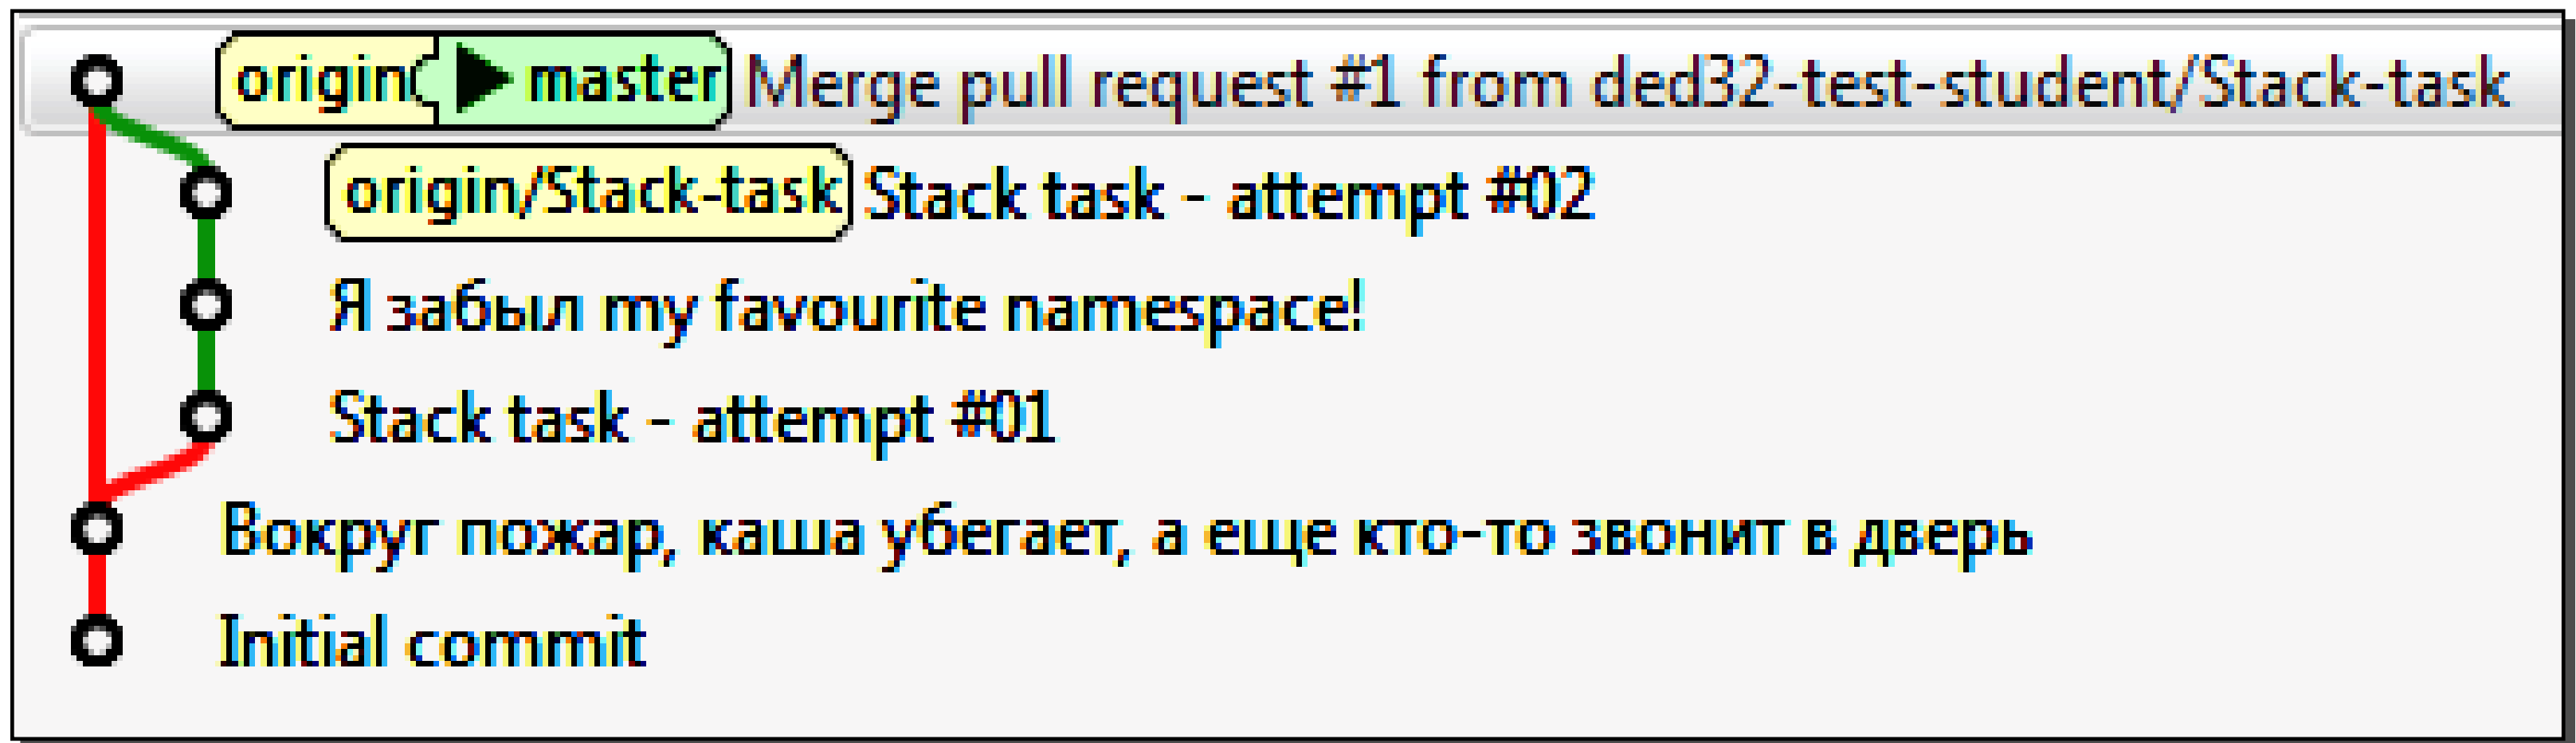 origin master Merge pull request #1 from ded32-test-student/Stack-task
origin/Stack-task Stack task - attempt #02
Я забыл my favourite namespace!
Stack task - attempt #01
Вокруг пожар, каша убегает, а еще кто-то звонит в дверь
Initial commit